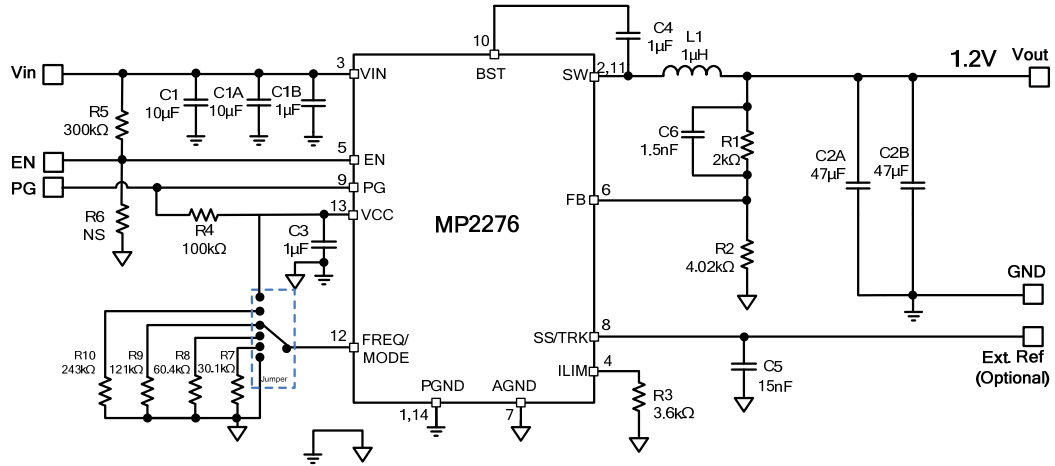 10
BST
C4
1µF
L1
1µH
1.2V
Vout
Vin
3
VIN
SW
2,11
C1
10µF
C1A
10µF
C1B
1µF
R5
300kΩ
C6
1.5nF
R1
2kΩ
C2A
47µF
C2B
47µF
EN
5
EN
PG
9
PG
FB
6
13
VCC
MP2276
R6
NS
R4
100kΩ
C3
1µF
R2
4.02kΩ
GND
8
SS/TRK
Ext. Ref
(Optional)
12
FREQ/
MODE
4
ILIM
C5
15nF
R10
243kΩ
R9
121kΩ
R8
60.4kΩ
R7
30.1kΩ
Jumper
PGND
1,14
AGND
7
R3
3.6kΩ